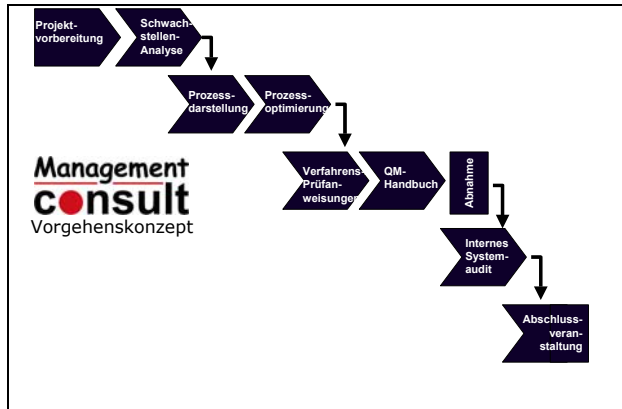 Projekt-
vorbereitung
Schwach-
stellen-
Analyse
Prozess-
darstellung
Prozess-
optimierung
Verfahrens-
Prüfan-
weisungen
QM-
Handbuch
Abnahme
Management
consult
Vorgehenskonzept
Internes
System-
audit
Abschluss-
veran-
staltung